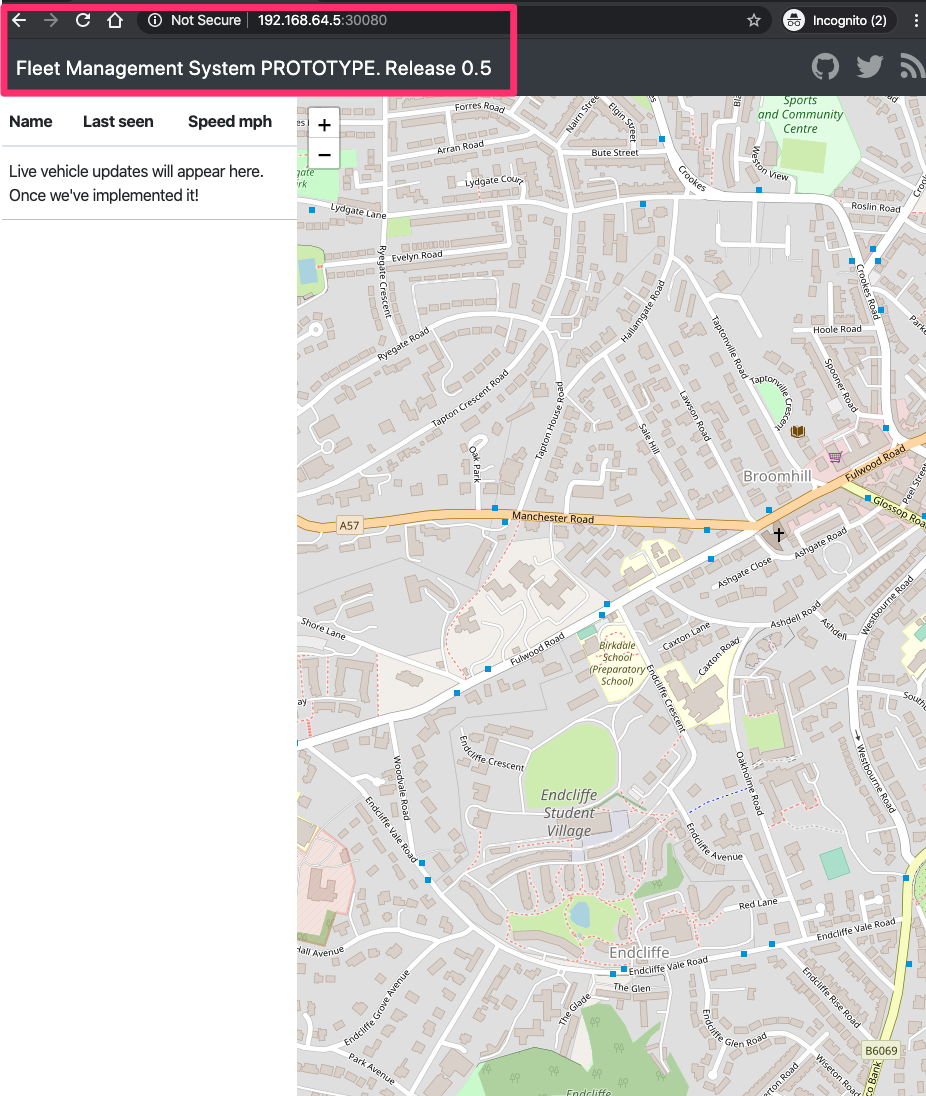 Not Secure
192.168.64.5:30080
Incognito (2)
Fleet Management System PROTOTYPE. Release 0.5
Name Last seen Speed mph
Live vehicle updates will appear here.
Once we've implemented it!
+
−
Forres Road
Nairn Street
Elgin Street
Sports
and Community
Centre
Arran Road
Bute Street
Weston View
Crookes
Lydgate Court
Lydgate Lane
Roslin Road
Evelyn Road
Ryegate Crescent
Crookes Road
Hallamgate Road
Hoole Road
Ryegate Road
Taptonville Road
Spooner Road
Taptonville Crescent
Tapton Crescent Road
Tapton House Road
Lawson Road
Sale Hill
Oak Park
Broomhill
Fulwood Road
Peel Street
Glossop Road
A57
Manchester Road
Ashgate Road
Ashgate Close
Westbourne Road
Shore Lane
Ashdell Road
Ashdell
Caxton Lane
Caxton Road
Fulwood Road
Birkdale
School
(Preparatory
School)
Endcliffe Crescent
Endcliffe Crescent
Woodvale Road
Oakholme Road
Westbourne Road
Endcliffe
Student
Village
Endcliffe Vale Road
Endcliffe Avenue
Red Lane
Endcliffe Vale Road
Hall Avenue
Endcliffe
Endcliffe Vale Road
The Glen
The Glade
Endcliffe Grove Avenue
Endcliffe Rise Road
Endcliffe Glen Road
Park Avenue
B6069
Wiseton Road
Endcliffe